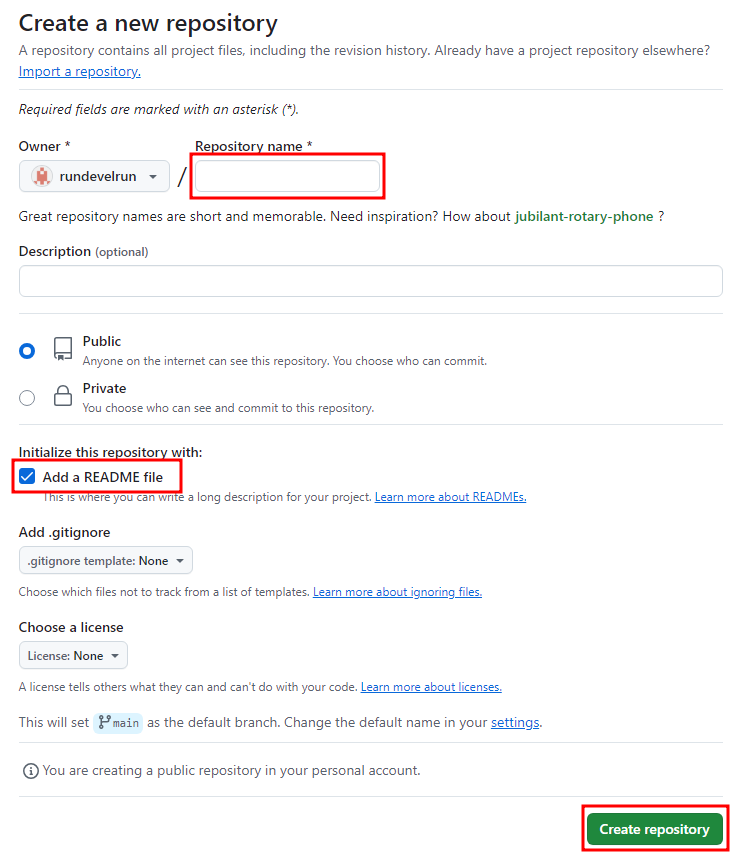 Create a new repository
A repository contains all project files, including the revision history. Already have a project repository elsewhere?
Import a repository.
Required fields are marked with an asterisk (*).
Owner * Repository name *
rundevelrun /
Great repository names are short and memorable. Need inspiration? How about jubilant-rotary-phone ?
Description (optional)
Public
Anyone on the internet can see this repository. You choose who can commit.
Private
You choose who can see and commit to this repository.
Initialize this repository with:
Add a README file
This is where you can write a long description for your project. Learn more about READMEs.
Add .gitignore
.gitignore template: None
Choose which files not to track from a list of templates. Learn more about ignoring files.
Choose a license
License: None
A license tells others what they can and can't do with your code. Learn more about licenses.
This will set main as the default branch. Change the default name in your settings.
You are creating a public repository in your personal account.
Create repository